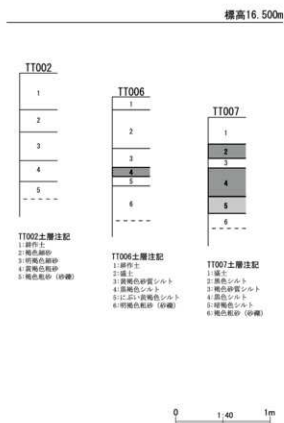 標高16.500m
TT002
1
2
3
4
5
TT006
1
2
3
4
5
6
TT007
1
2
3
4
5
6
TT002土層注記
1:耕作土
2:褐色細砂
3:明褐色細砂
4:黄褐色粗砂
5:褐色粗砂（砂礫）
TT006土層注記
1:耕作土
2:盛土
3:黄褐色砂質シルト
4:黒褐色シルト
5:にぶい黄褐色シルト
6:明褐色粗砂（砂礫）
TT007土層注記
1:盛土
2:黒色シルト
3:褐色砂質シルト
4:黒色シルト
5:暗褐色シルト
6:褐色粗砂（砂礫）
0 1:40 1m